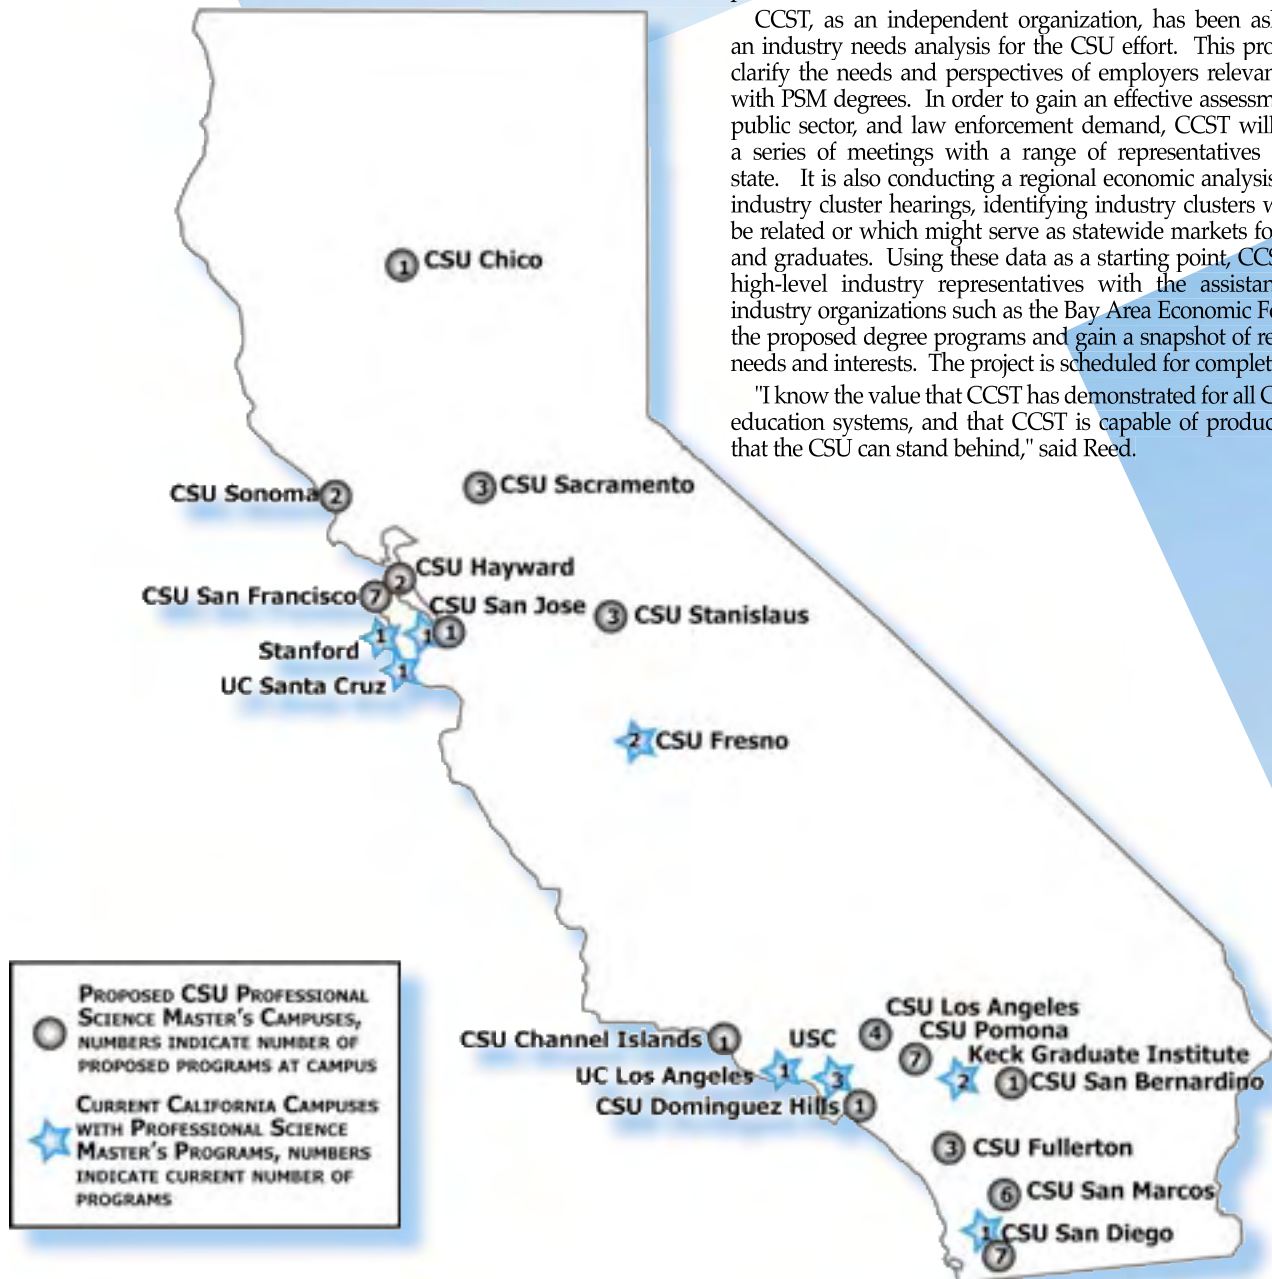 CCST, as an independent organization, has been
an industry needs analysis for the CSU effort. This
clarify the needs and perspectives of employers
with PSM degrees. In order to gain an effective
public sector, and law enforcement demand, CCST will
a series of meetings with a range of representatives
state. It is also conducting a regional economic analysis
industry cluster hearings, identifying industry clusters
be related or which might serve as statewide markets
and graduates. Using these data as a starting point,
high-level industry representatives with the
industry organizations such as the Bay Area Economic
the proposed degree programs and gain a snapshot of
needs and interests. The project is scheduled for
"I know the value that CCST has demonstrated for all
education systems, and that CCST is capable of
that the CSU can stand behind," said Reed.
1 CSU Chico
CSU Sonoma 2
3 CSU Sacramento
2 CSU Hayward
CSU San Francisco 7
CSU San Jose
1 1
3 CSU Stanislaus
Stanford 1
UC Santa Cruz 1
2 CSU Fresno
CSU Channel Islands 1
UC Los Angeles 1
USC 3
4 CSU Los Angeles
7 CSU Pomona
2 Keck Graduate Institute
1 CSU San Bernardino
CSU Dominguez Hills 1
3 CSU Fullerton
6 CSU San Marcos
1 CSU San Diego
7
PROPOSED CSU PROFESSIONAL
SCIENCE MASTER'S CAMPUSES,
NUMBERS INDICATE NUMBER OF
PROPOSED PROGRAMS AT CAMPUS
CURRENT CALIFORNIA CAMPUSES
WITH PROFESSIONAL SCIENCE
MASTER'S PROGRAMS, NUMBERS
INDICATE CURRENT NUMBER OF
PROGRAMS